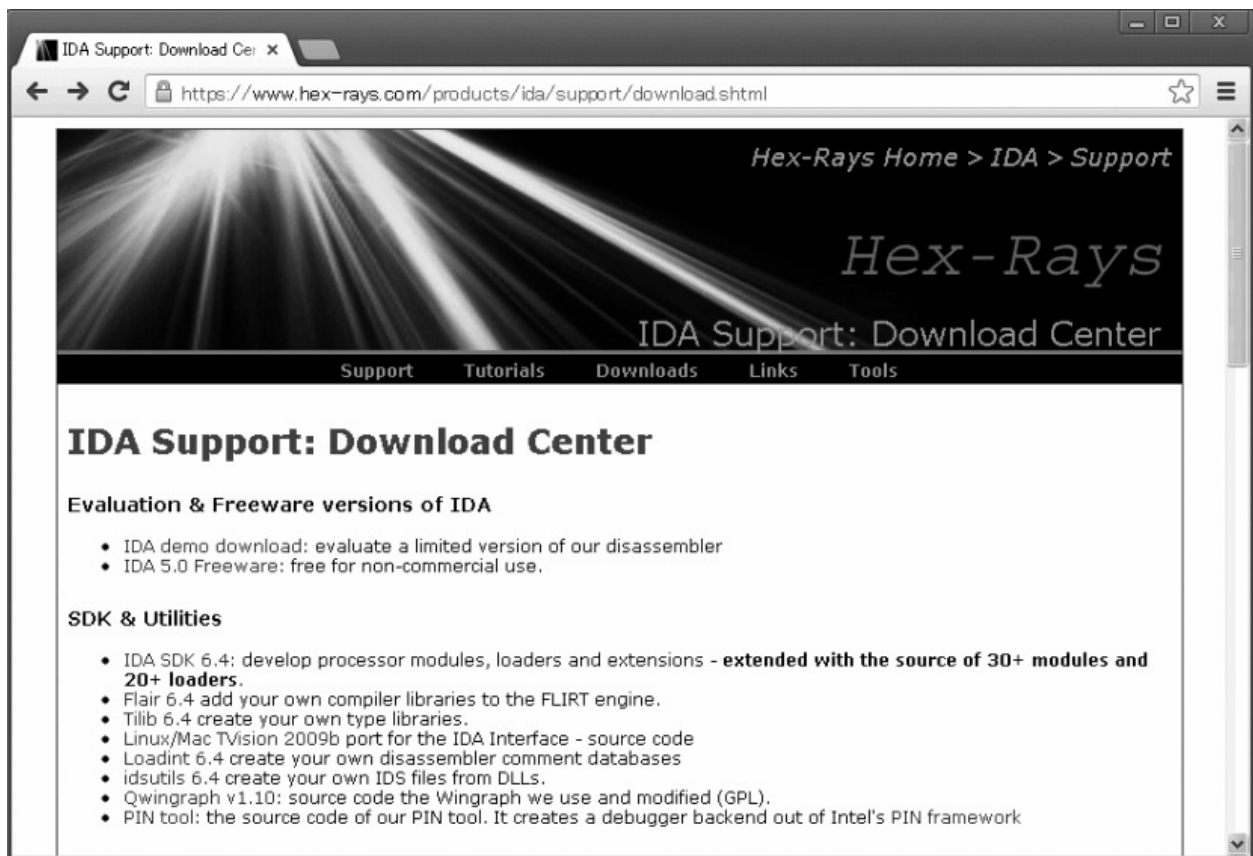 IDA Support: Download Cer
https://www.hex-rays.com/products/ida/support/download.shtml
Hex-Rays Home > IDA > Support
Hex-Rays
IDA Support: Download Center
Support Tutorials Downloads Links Tools
IDA Support: Download Center
Evaluation & Freeware versions of IDA
• IDA demo download: evaluate a limited version of our disassembler
• IDA 5.0 Freeware: free for non-commercial use.
SDK & Utilities
• IDA SDK 6.4: develop processor modules, loaders and extensions - extended with the source of 30+ modules and
20+ loaders.
• Flair 6.4 add your own compiler libraries to the FLIRT engine.
• Tilib 6.4 create your own type libraries.
• Linux/Mac TVision 2009b port for the IDA Interface - source code
• Loadint 6.4 create your own disassembler comment databases
• idsutils 6.4 create your own IDS files from DLLs.
• Qwingraph v1.10: source code the Wingraph we use and modified (GPL).
• PIN tool: the source code of our PIN tool. It creates a debugger backend out of Intel's PIN framework